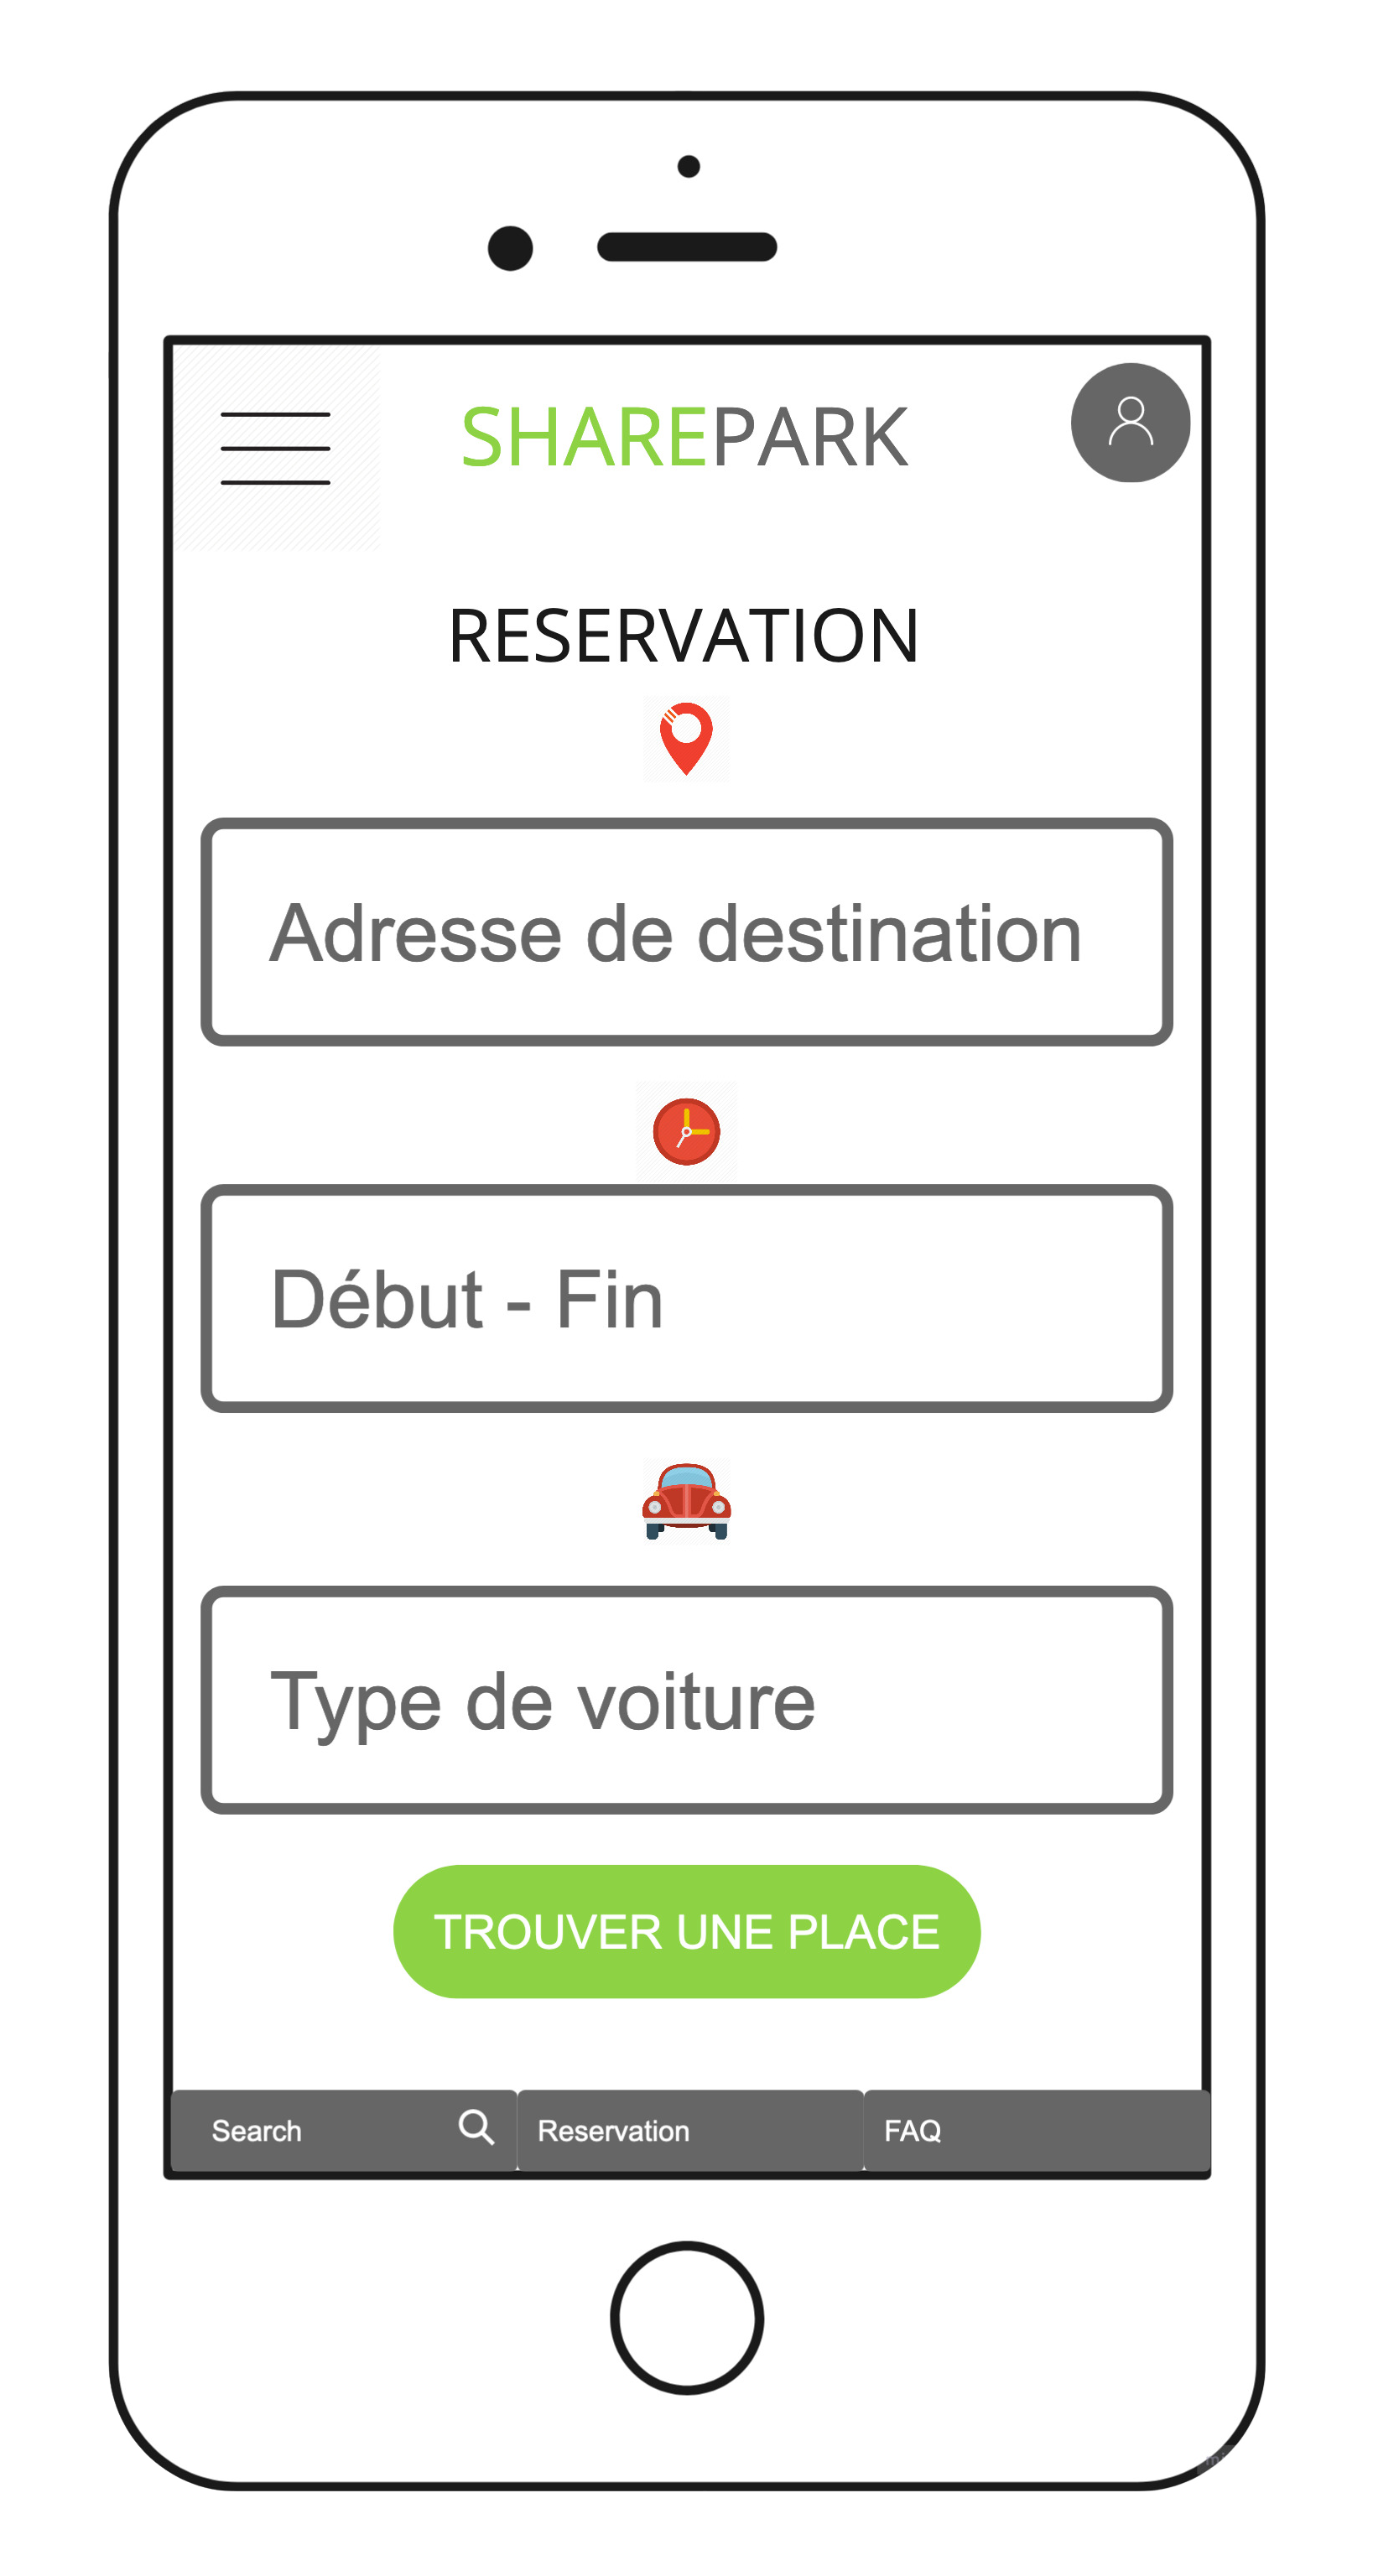 SHAREPARK
RESERVATION
Adresse de destination
Début - Fin
Type de voiture
TROUVER UNE PLACE
Search
Reservation
FAQ